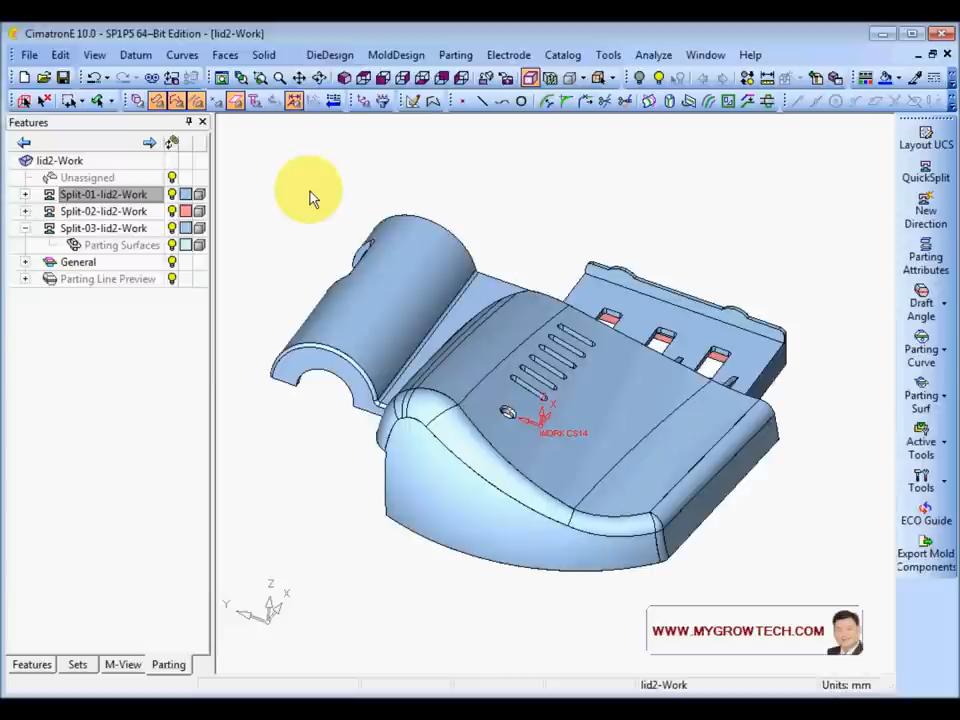 CimatronE 10.0 - SP1P5 64-Bit Edition - [lid2-Work]
File Edit View Datum Curves Faces Solid DieDesign MoldDesign Parting Electrode Catalog Tools Analyze Window Help
Features
lid2-Work
Unassigned
Split-01-lid2-Work
Split-02-lid2-Work
Split-03-lid2-Work
Parting Surfaces
General
Parting Line Preview
Features Sets M-View Parting
X
WORK CS14
Z
X
Y
WWW.MYGROWTECH.COM
lid2-Work
Units: mm
Layout UCS
QuickSplit
New
Direction
Parting
Attributes
Draft
Angle
Parting
Curve
Parting
Surf
Active
Tools
Tools
ECO Guide
Export Mold
Components